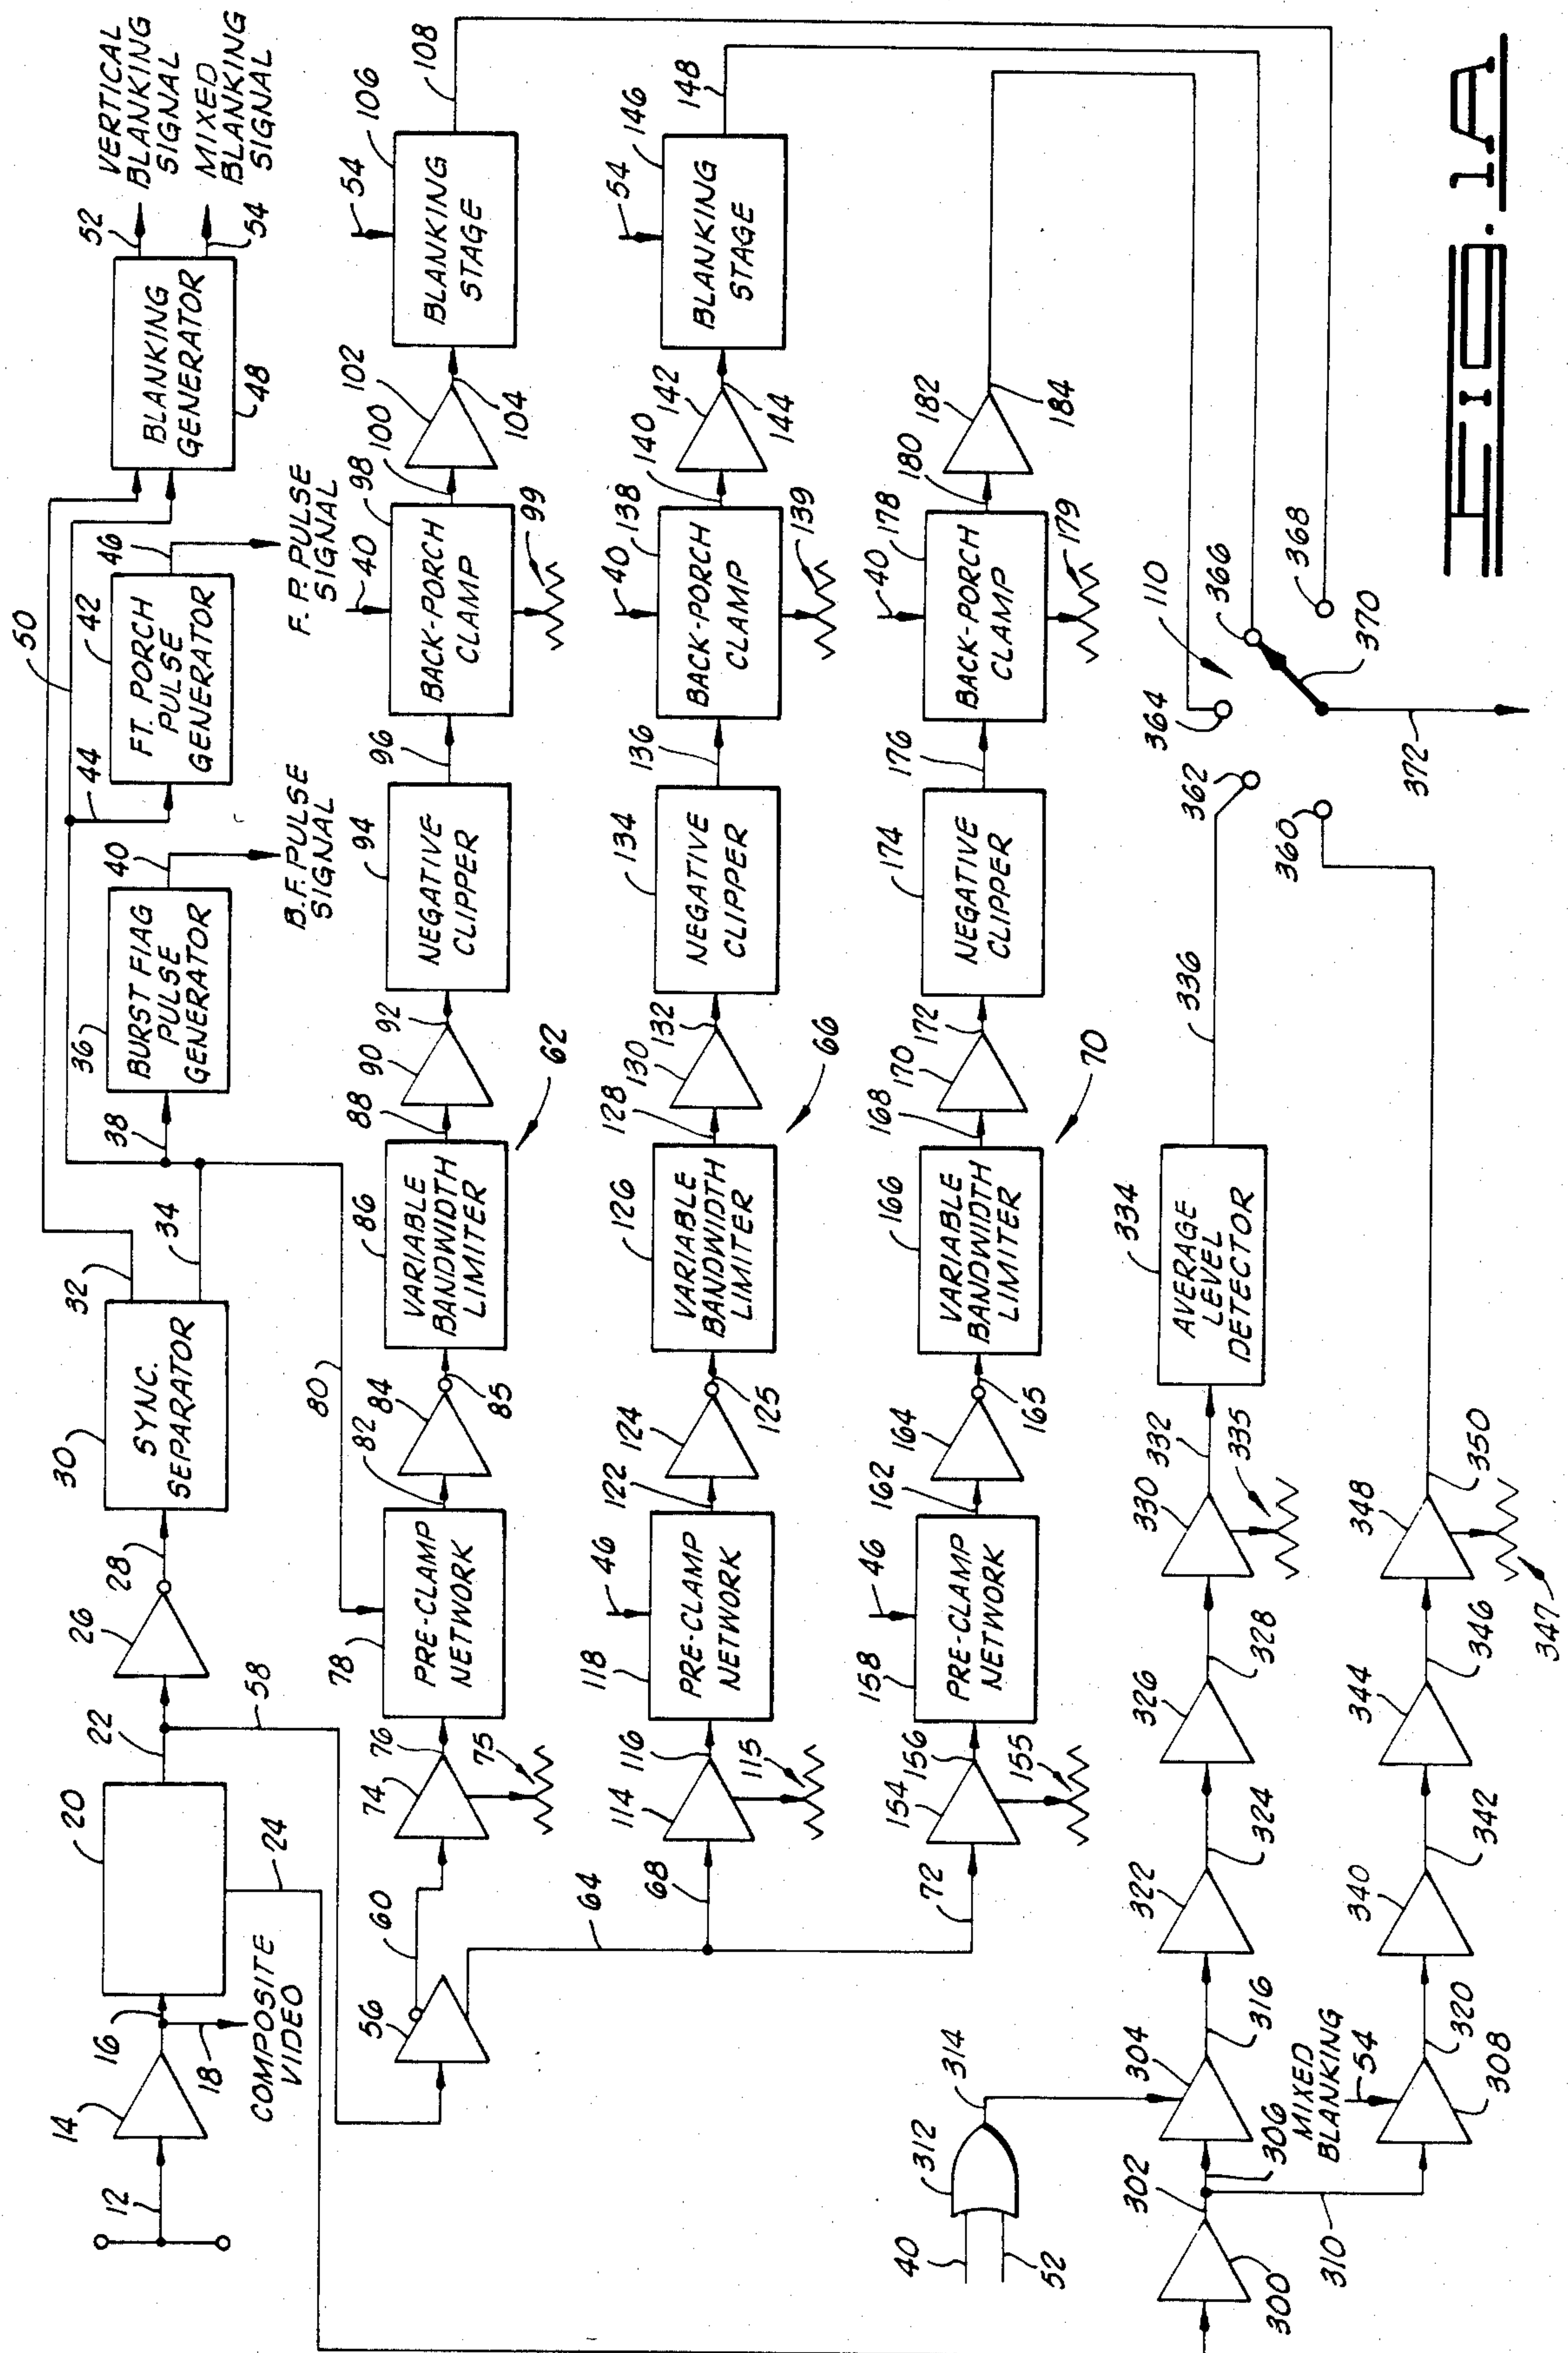 12
14
16
18
COMPOSITE
VIDEO
20
22
24
26
28
58
30
SYNC.
SEPARATOR
32
34
36
38
BURST FIAG
PULSE
GENERATOR
40
B.F. PULSE
SIGNAL
50
44
42
FT. PORCH
PULSE
GENERATOR
46
F. P. PULSE
SIGNAL
BLANKING
GENERATOR
48
52
54
VERTICAL
BLANKING
SIGNAL
MIXED
BLANKING
SIGNAL
56
60
64
74
75
76
78
PRE-CLAMP
NETWORK
80
82
84
85
86
VARIABLE
BANDWIDTH
LIMITER
62
88
90
92
94
NEGATIVE
CLIPPER
96
98
40
BACK-PORCH
CLAMP
99
100
102
104
106
54
BLANKING
STAGE
108
68
114
115
116
118
46
PRE-CLAMP
NETWORK
122
124
125
126
VARIABLE
BANDWIDTH
LIMITER
66
128
130
132
134
NEGATIVE
CLIPPER
136
138
40
BACK-PORCH
CLAMP
139
140
142
144
146
54
BLANKING
STAGE
148
72
154
155
156
158
46
PRE-CLAMP
NETWORK
162
164
165
166
VARIABLE
BANDWIDTH
LIMITER
70
168
170
172
174
NEGATIVE
CLIPPER
176
178
40
BACK-PORCH
CLAMP
179
180
182
184
40
52
312
314
300
302
304
306
310
316
322
324
326
328
330
332
335
334
AVERAGE
LEVEL
DETECTOR
336
MIXED
BLANKING
54
308
320
340
342
344
346
347
348
350
360
362
364
110
366
368
370
372
FIG. 1A